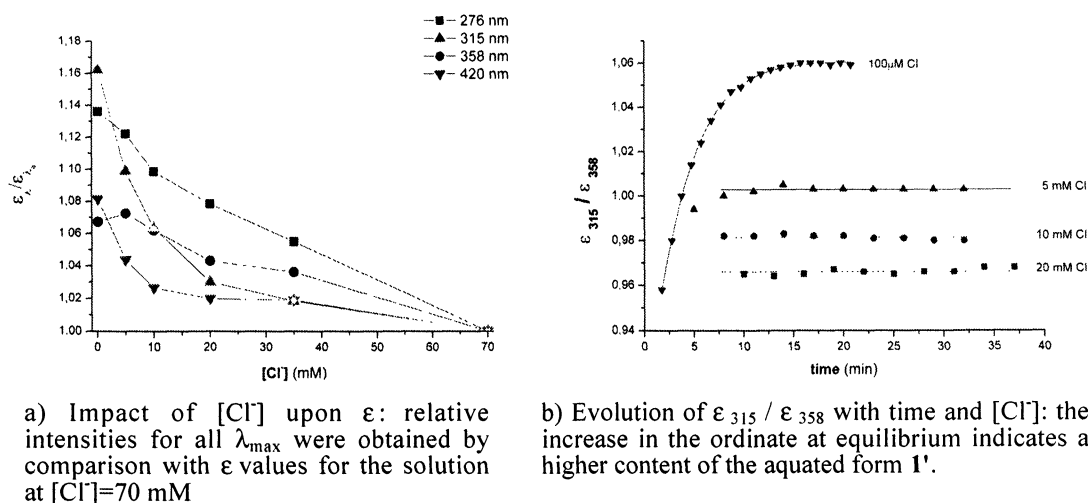 276 nm
315 nm
358 nm
420 nm
1,18
1,16
1,14
1,12
1,10
1,08
1,06
1,04
1,02
1.00
ελ/ελ₀
0
10
20
30
40
50
60
70
[Cl⁻] (mM)
a) Impact of [Cl⁻] upon ε: relative
intensities for all λmax were obtained by
comparison with ε values for the solution
at [Cl⁻]=70 mM
1,06
1,04
1,02
1.00
0,98
0,96
0.94
ε 315 / ε 358
100µM Cl
5 mM Cl
10 mM Cl
20 mM Cl
0
5
10
15
20
25
30
35
40
time (min)
b) Evolution of ε 315 / ε 358 with time and [Cl⁻]: the
increase in the ordinate at equilibrium indicates a
higher content of the aquated form 1'.